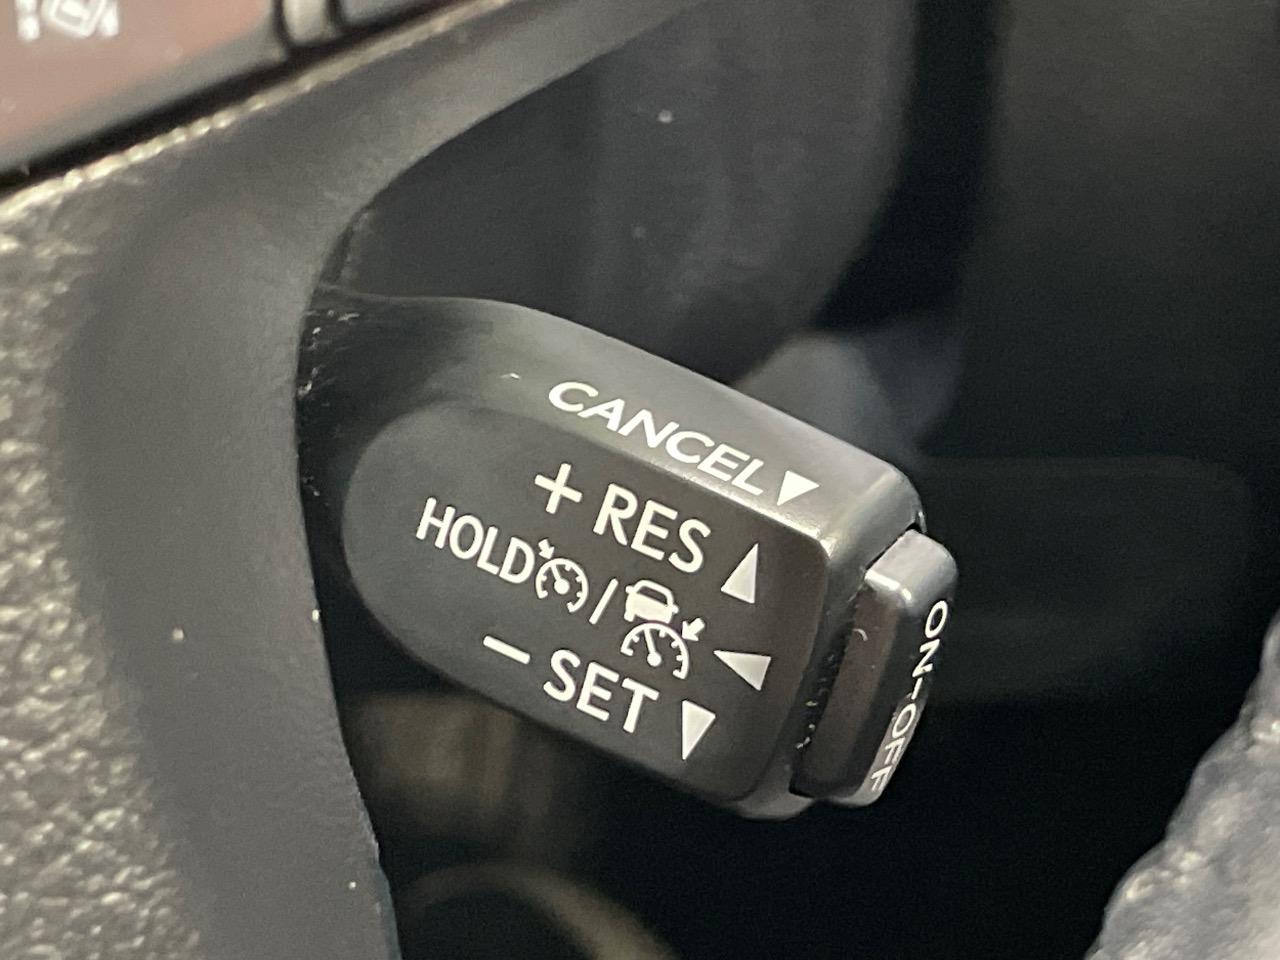 CANCEL▼
+ RES ▲
HOLD / ◀
− SET ▼
ON-OFF